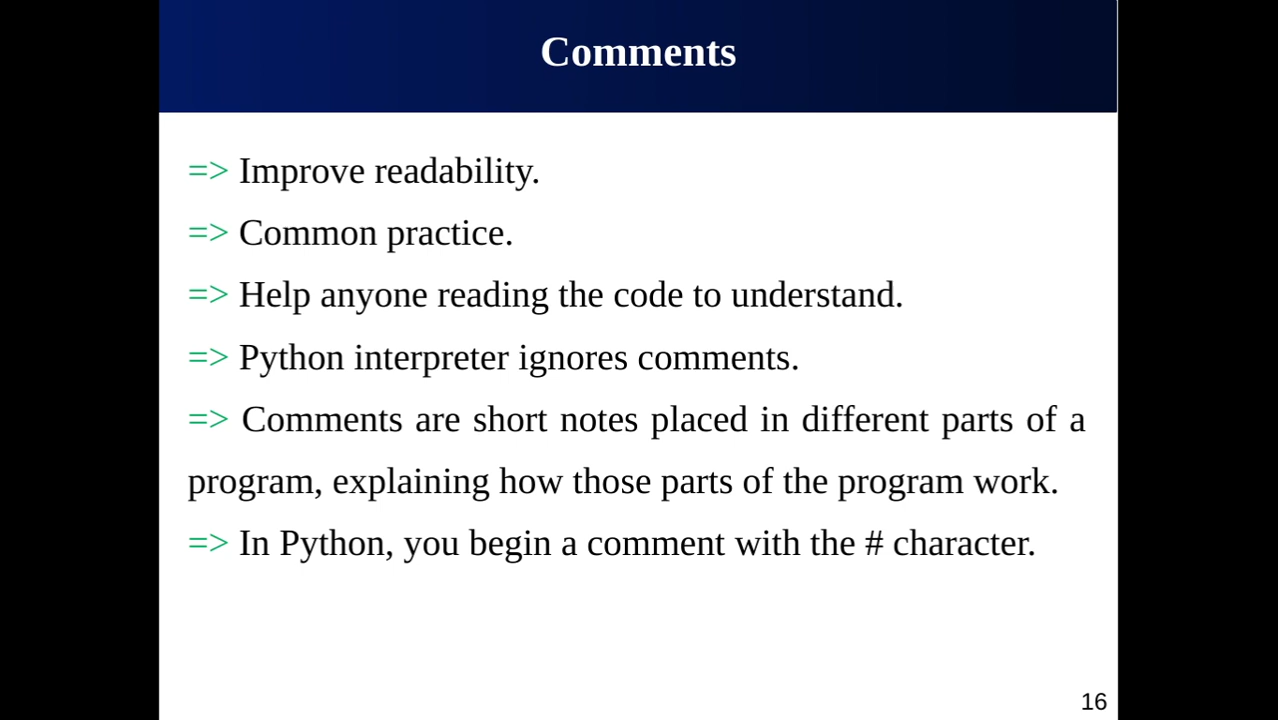 Comments
=> Improve readability.
=> Common practice.
=> Help anyone reading the code to understand.
=> Python interpreter ignores comments.
=> Comments are short notes placed in different parts of a
program, explaining how those parts of the program work.
=> In Python, you begin a comment with the # character.
16